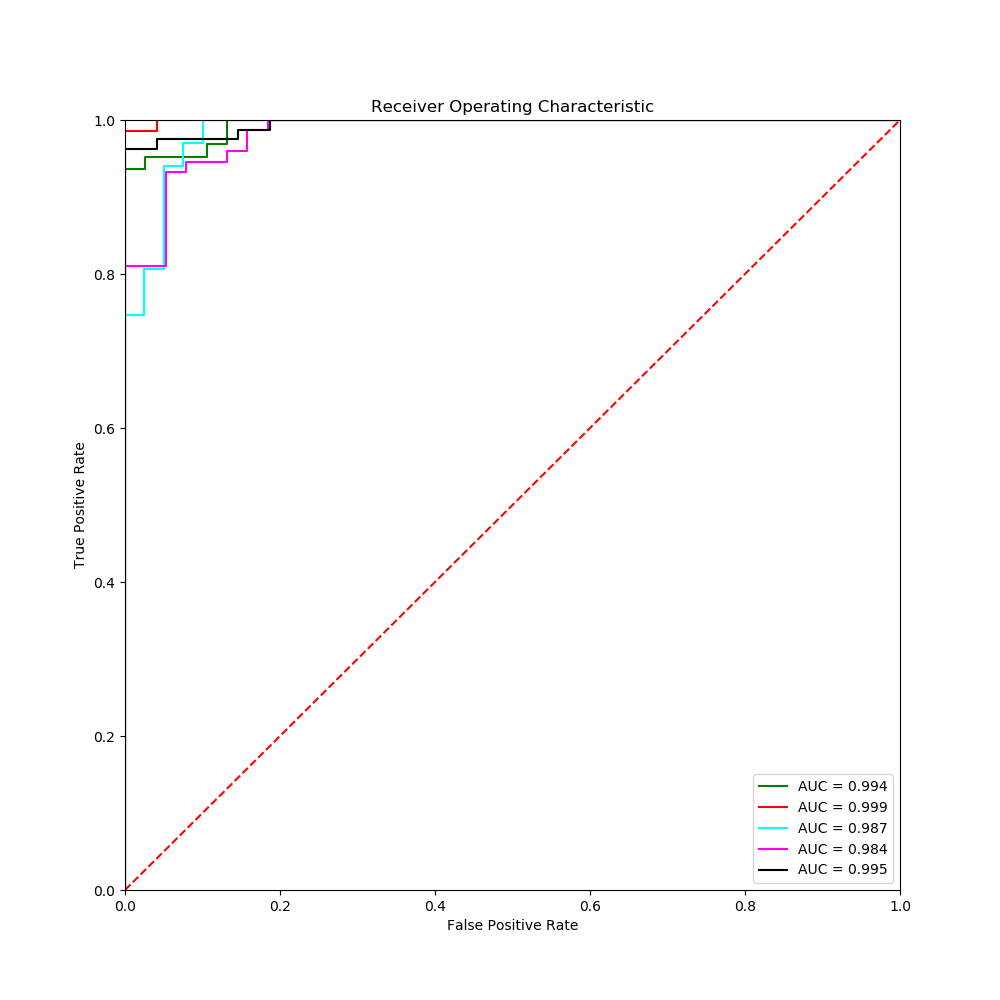 Receiver Operating Characteristic
True Positive Rate
1.0
0.8
0.6
0.4
0.2
0.0
AUC = 0.994
AUC = 0.999
AUC = 0.987
AUC = 0.984
AUC = 0.995
0.0 0.2 0.4 0.6 0.8 1.0
False Positive Rate